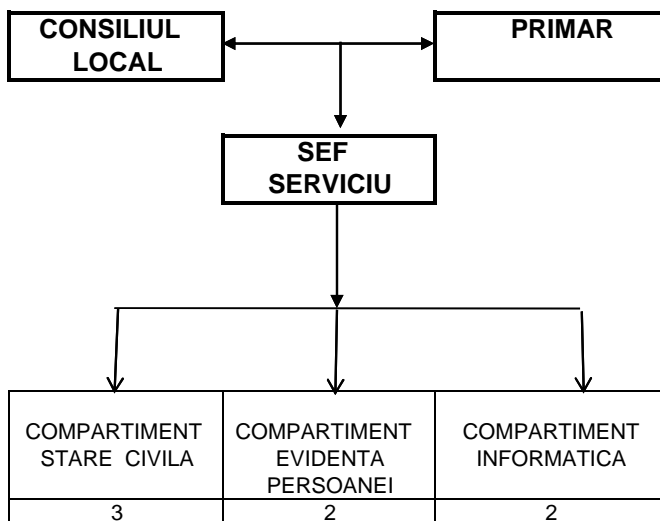 CONSILIUL
LOCAL
PRIMAR
SEF
SERVICIU
COMPARTIMENT
STARE CIVILA
COMPARTIMENT
EVIDENTA
PERSOANEI
COMPARTIMENT
INFORMATICA
3
2
2